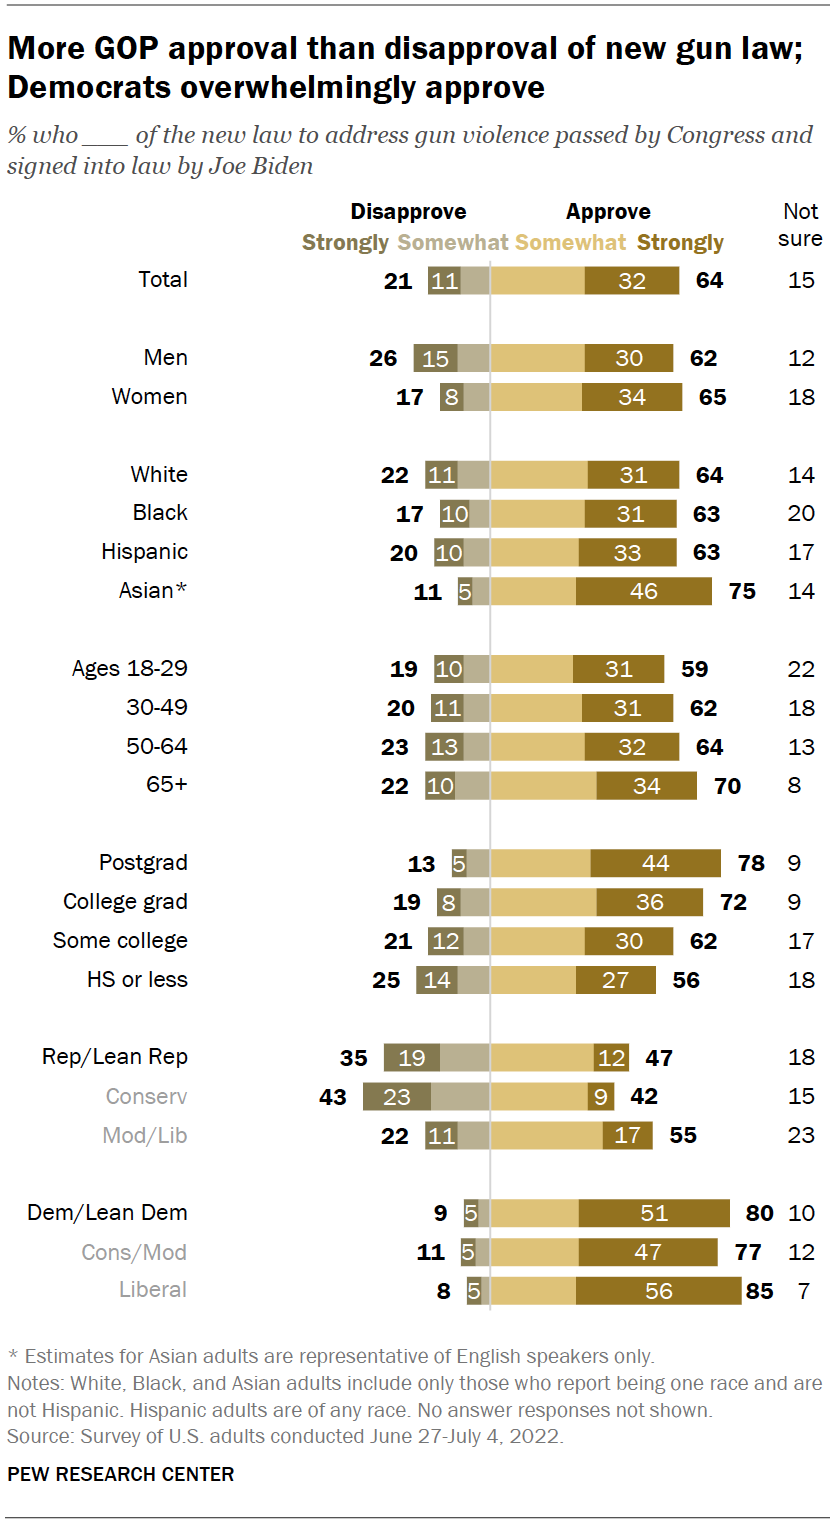 More GOP approval than disapproval of new gun law;
Democrats overwhelmingly approve
% who ____ of the new law to address gun violence passed by Congress and
signed into law by Joe Biden
Disapprove Approve Not
Strongly Somewhat Somewhat Strongly sure
Total 21 11 32 64 15
Men 26 15 30 62 12
Women 17 8 34 65 18
White 22 11 31 64 14
Black 17 10 31 63 20
Hispanic 20 10 33 63 17
Asian* 11 5 46 75 14
Ages 18-29 19 10 31 59 22
30-49 20 11 31 62 18
50-64 23 13 32 64 13
65+ 22 10 34 70 8
Postgrad 13 5 44 78 9
College grad 19 8 36 72 9
Some college 21 12 30 62 17
HS or less 25 14 27 56 18
Rep/Lean Rep 35 19 12 47 18
Conserv 43 23 9 42 15
Mod/Lib 22 11 17 55 23
Dem/Lean Dem 9 5 51 80 10
Cons/Mod 11 5 47 77 12
Liberal 8 5 56 85 7
* Estimates for Asian adults are representative of English speakers only.
Notes: White, Black, and Asian adults include only those who report being one race and are
not Hispanic. Hispanic adults are of any race. No answer responses not shown.
Source: Survey of U.S. adults conducted June 27-July 4, 2022.
PEW RESEARCH CENTER